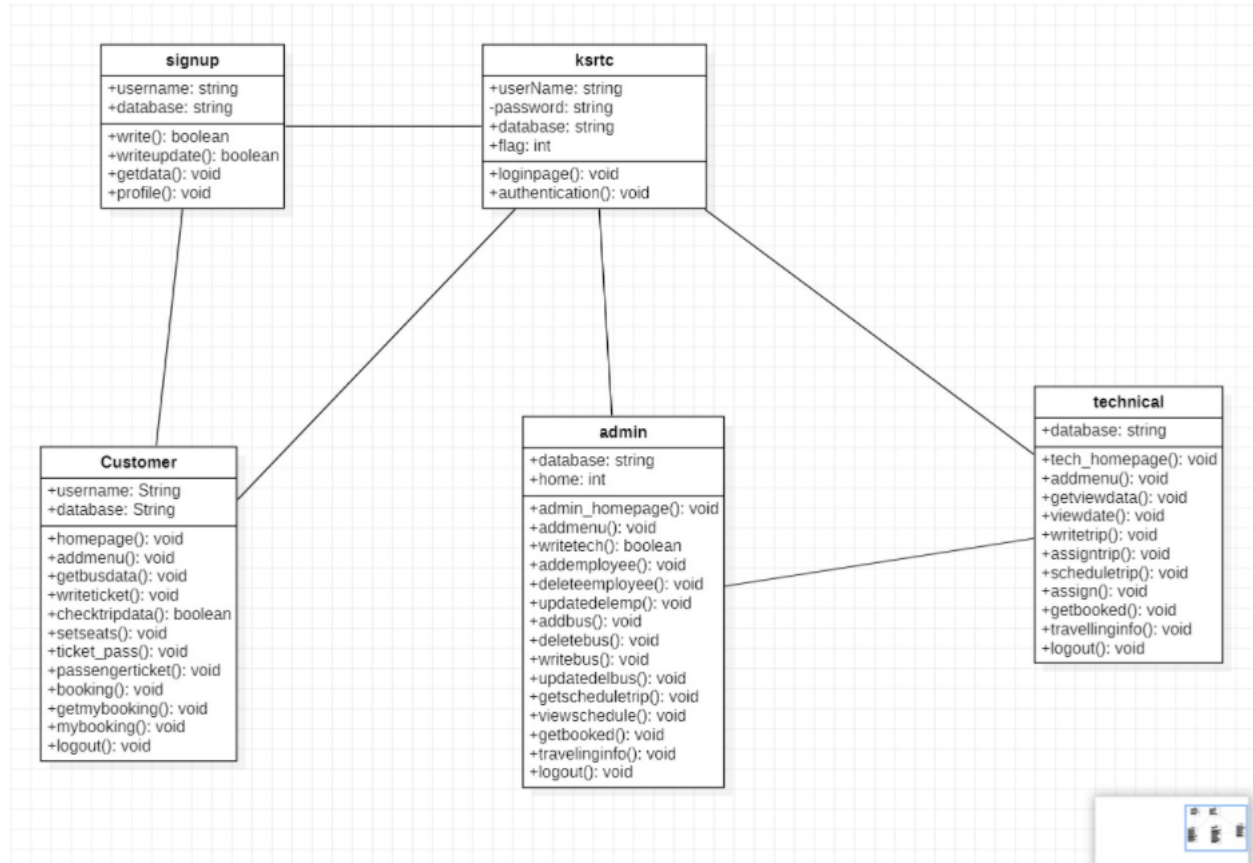 signup
+username: string
+database: string
+write(): boolean
+writeupdate(): boolean
+getdata(): void
+profile(): void
ksrtc
+userName: string
-password: string
+database: string
+flag: int
+loginpage(): void
+authentication(): void
Customer
+username: String
+database: String
+homepage(): void
+addmenu(): void
+getbusdata(): void
+writeticket(): void
+checktripdata(): boolean
+setseats(): void
+ticket_pass(): void
+passengerticket(): void
+booking(): void
+getmybooking(): void
+mybooking(): void
+logout(): void
admin
+database: string
+home: int
+admin_homepage(): void
+addmenu(): void
+writetech(): boolean
+addemployee(): void
+deleteemployee(): void
+updatedelemp(): void
+addbus(): void
+deletebus(): void
+writebus(): void
+updatedelbus(): void
+getscheduletrip(): void
+viewschedule(): void
+getbooked(): void
+travelinginfo(): void
+logout(): void
technical
+database: string
+tech_homepage(): void
+addmenu(): void
+getviewdata(): void
+viewdate(): void
+writetrip(): void
+assigntrip(): void
+scheduletrip(): void
+assign(): void
+getbooked(): void
+travellinginfo(): void
+logout(): void